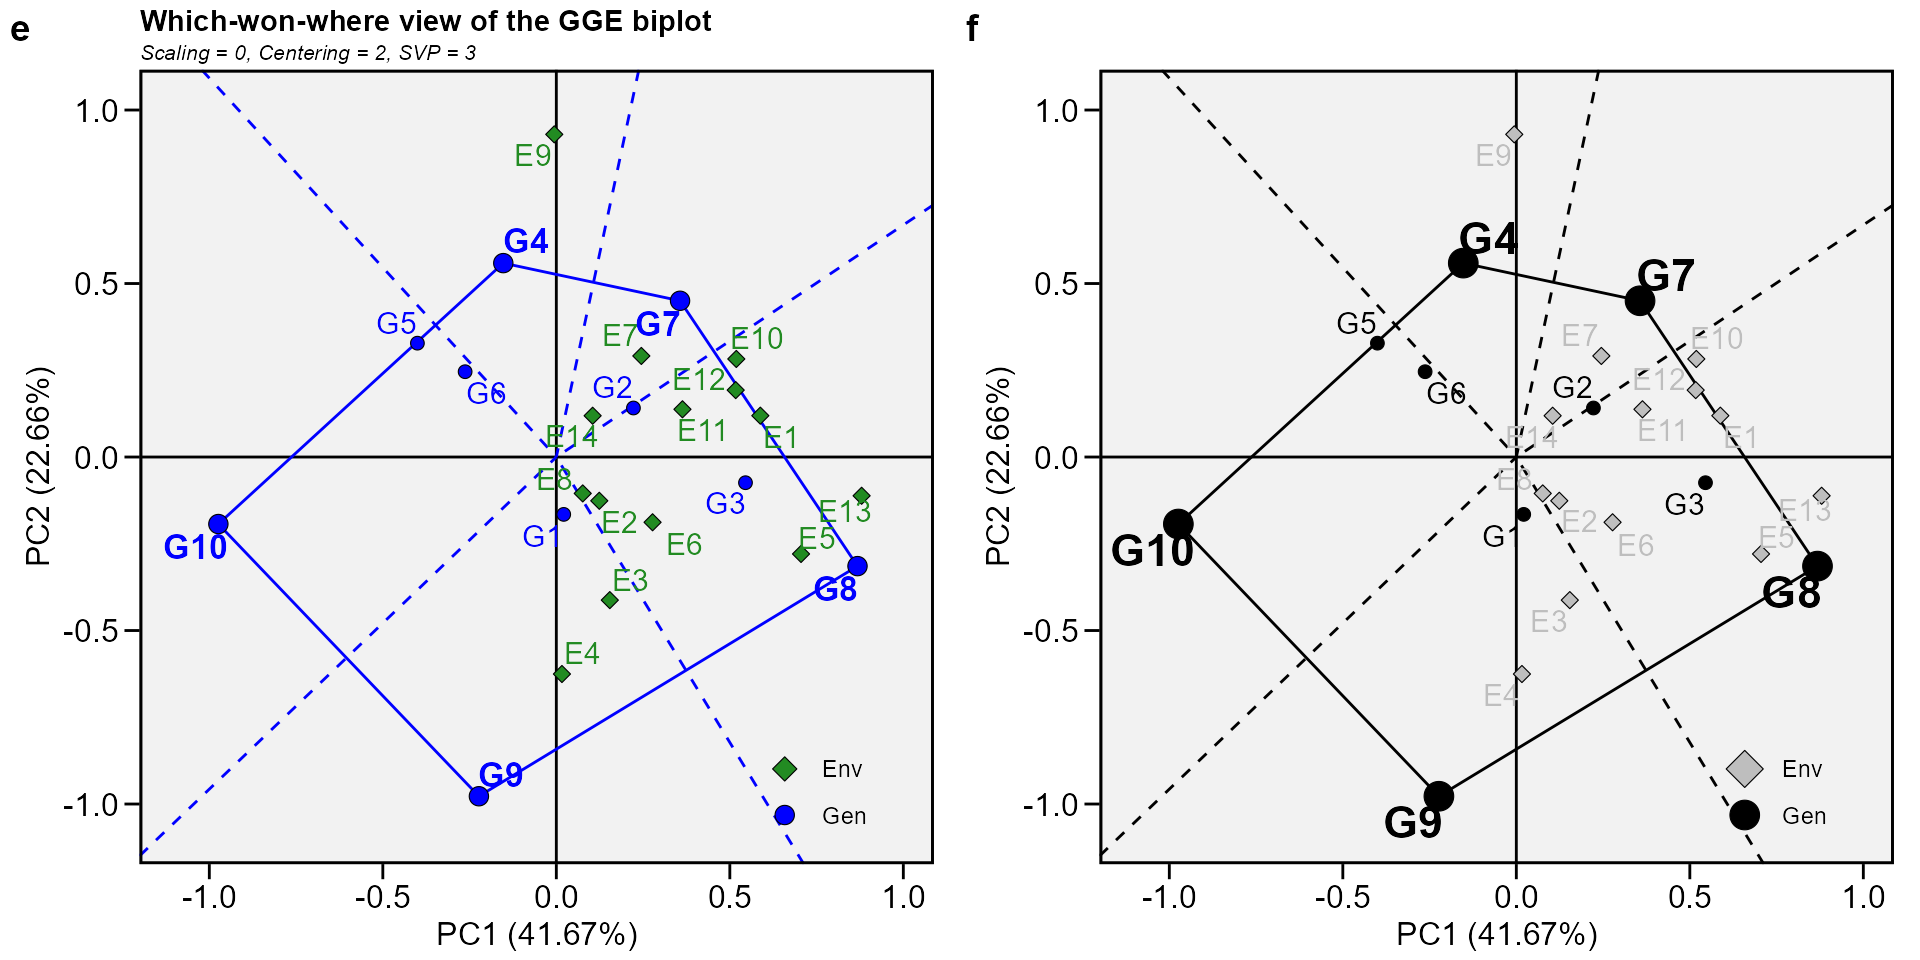 e
Which-won-where view of the GGE biplot
Scaling = 0, Centering = 2, SVP = 3
1.0
0.5
0.0
-0.5
-1.0
PC2 (22.66%)
E9
G4
G7
G5
E7
E10
G6
G2
E12
E14
E11
E1
E8
G3
E13
E2
G
E6
E5
G10
E3
G8
E4
G9
Env
Gen
-1.0
-0.5
0.0
0.5
1.0
PC1 (41.67%)
f
1.0
0.5
0.0
-0.5
-1.0
PC2 (22.66%)
E9
G4
G7
G5
E7
E10
G6
G2
E12
E14
E11
E1
E8
G3
E13
E2
G
E6
E5
G10
E3
G8
E4
G9
Env
Gen
-1.0
-0.5
0.0
0.5
1.0
PC1 (41.67%)